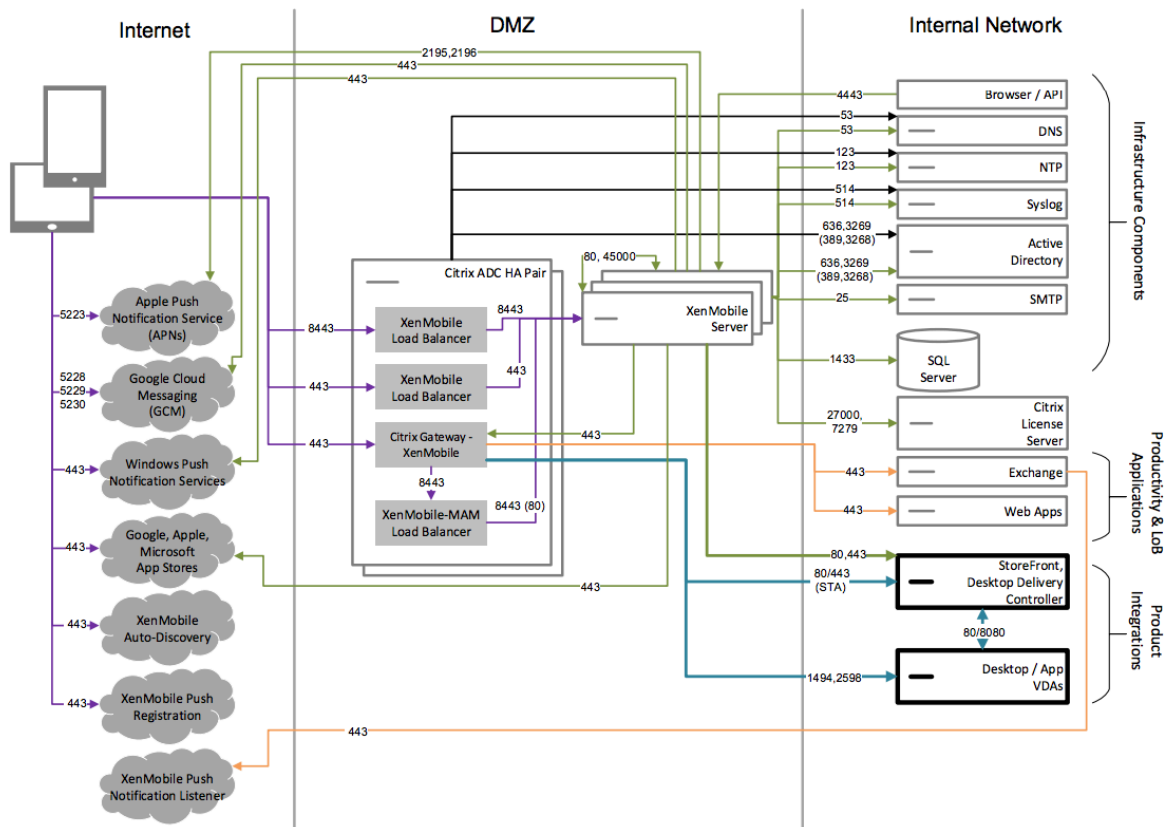 Internet
DMZ
Internal Network
2195,2196
443
443
4443
Browser / API
53
53
DNS
123
123
NTP
514
514
Syslog
636,3269
(389,3268)
636,3269
(389,3268)
Active
Directory
25
SMTP
1433
SQL
Server
27000,
7279
Citrix
License
Server
Infrastructure Components
Citrix ADC HA Pair
80, 45000
XenMobile
Server
8443
XenMobile
Load Balancer
8443
443
XenMobile
Load Balancer
443
443
Citrix Gateway -
XenMobile
443
8443
XenMobile-MAM
Load Balancer
8443 (80)
5223
Apple Push
Notification Service
(APNs)
5228
5229
5230
Google Cloud
Messaging
(GCM)
443
Windows Push
Notification Services
443
Google, Apple,
Microsoft
App Stores
443
443
XenMobile
Auto-Discovery
443
XenMobile Push
Registration
443
XenMobile Push
Notification Listener
443
Exchange
443
Web Apps
Productivity & LoB
Applications
80,443
80/443
(STA)
StoreFront,
Desktop Delivery
Controller
80/8080
1494,2598
Desktop / App
VDAs
Product
Integrations